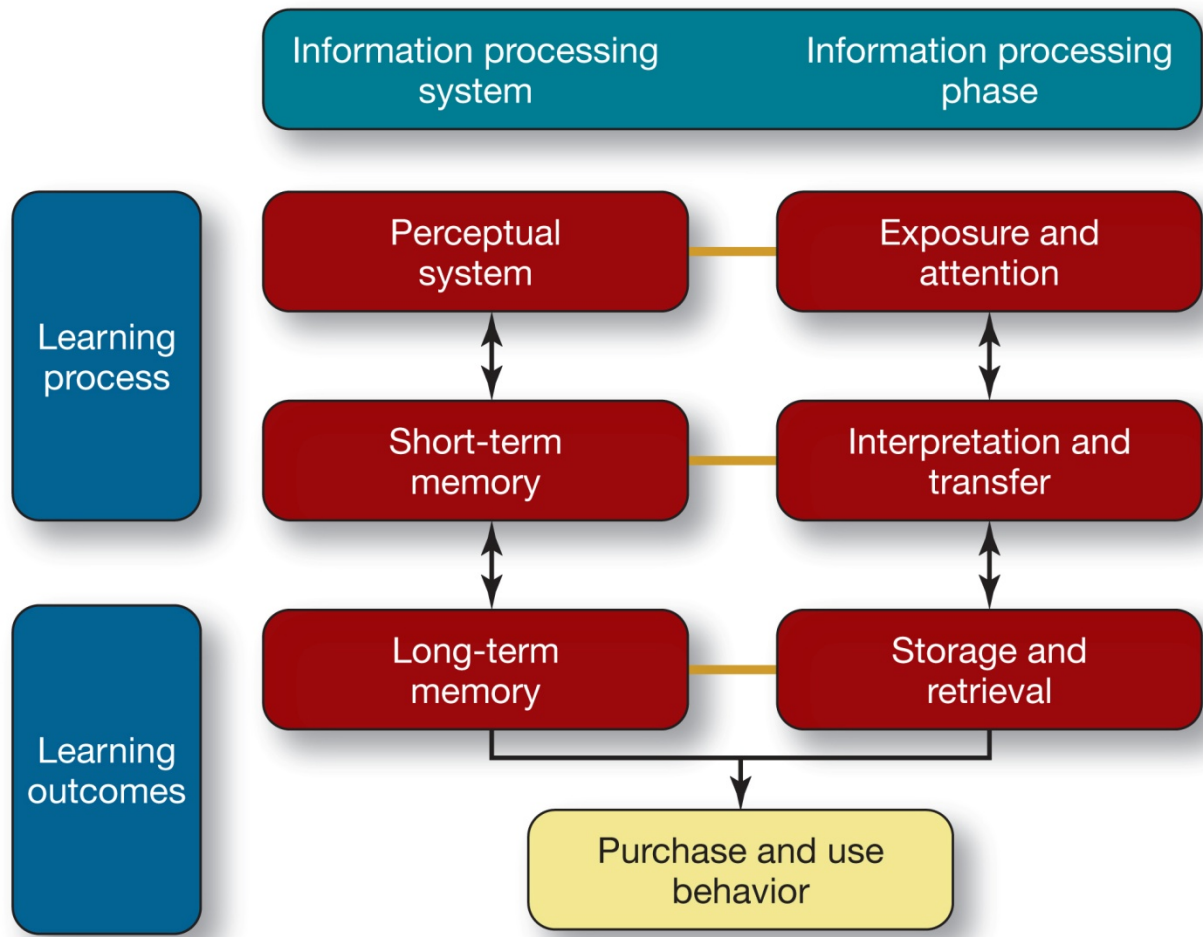 Information processing
system
Information processing
phase
Learning
process
Perceptual
system
Exposure and
attention
Short-term
memory
Interpretation and
transfer
Learning
outcomes
Long-term
memory
Storage and
retrieval
Purchase and use
behavior